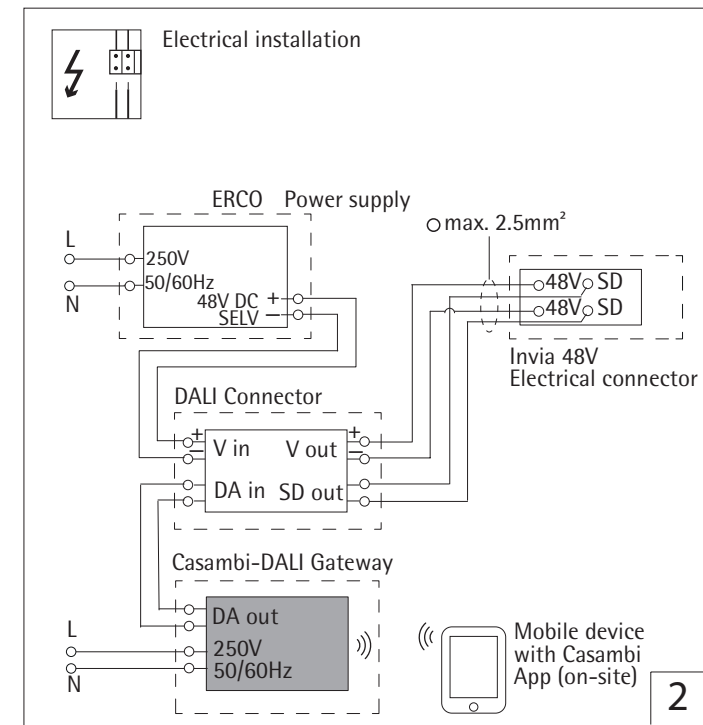 Electrical installation
ERCO Power supply
max. 2.5mm²
L
250V
50/60Hz
N
48V DC +
SELV –
48V SD
48V SD
Invia 48V
Electrical connector
DALI Connector
+ +
V in V out
– –
DA in SD out
Casambi-DALI Gateway
DA out
L
250V
50/60Hz
N
Mobile device
with Casambi
App (on-site)
2